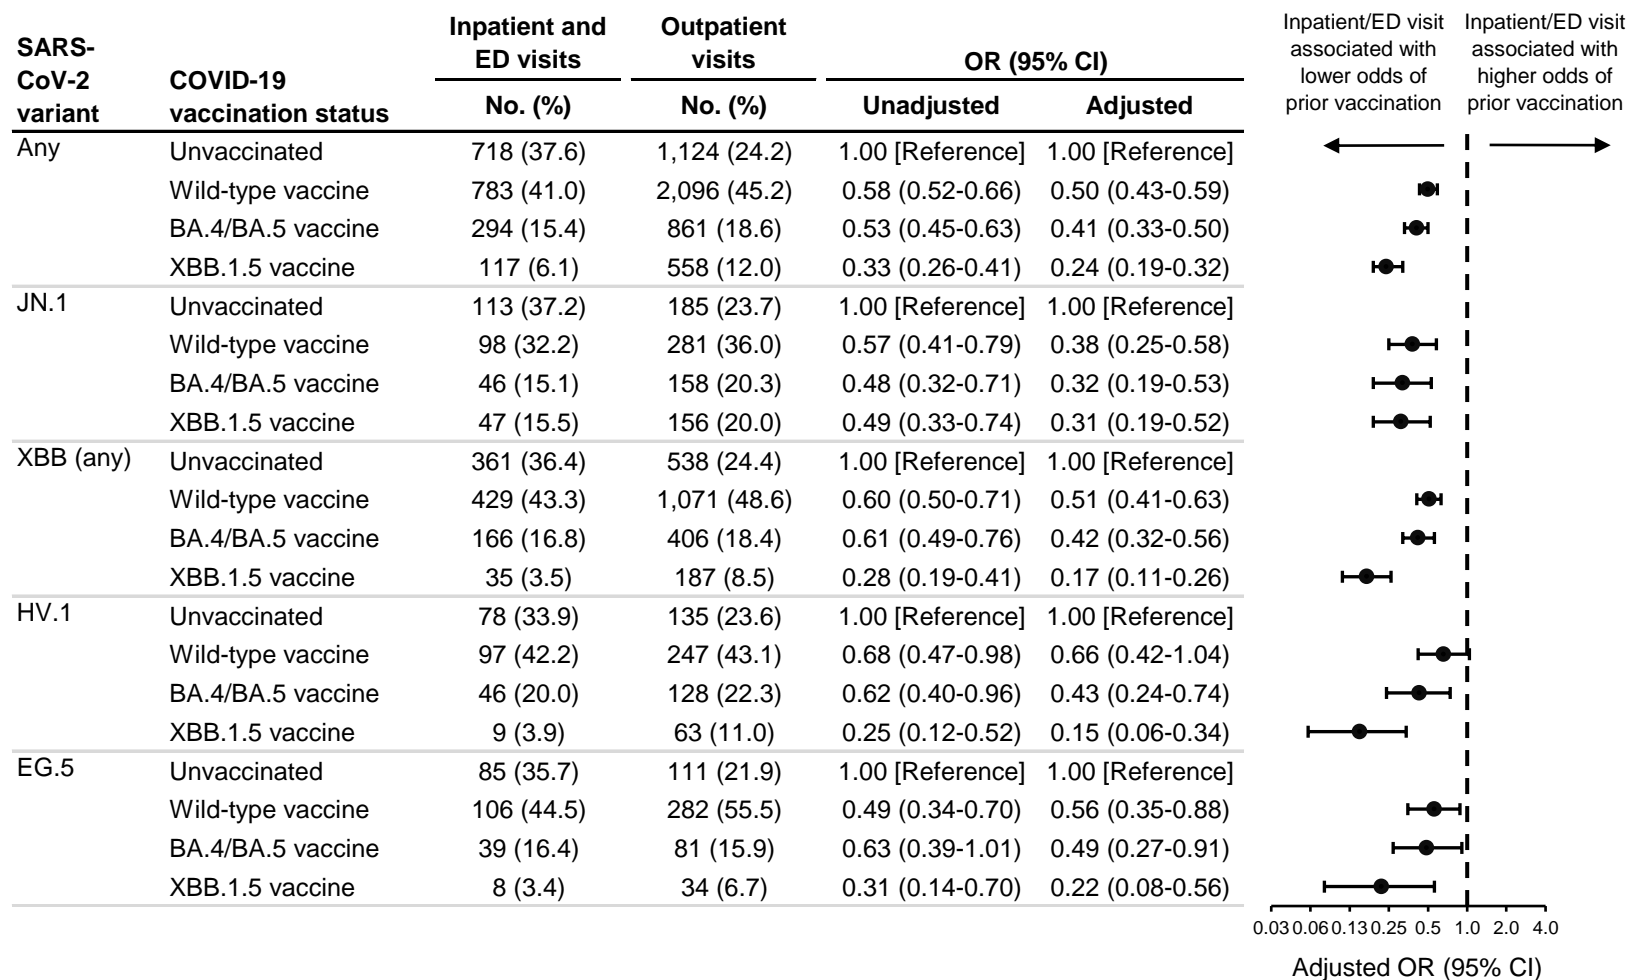 SARS-CoV-2 variant
COVID-19 vaccination status
Inpatient and ED visits
Outpatient visits
OR (95% CI)
No. (%)
No. (%)
Unadjusted
Adjusted
Inpatient/ED visit associated with lower odds of prior vaccination
Inpatient/ED visit associated with higher odds of prior vaccination
Any Unvaccinated 718 (37.6) 1,124 (24.2) 1.00 [Reference] 1.00 [Reference]
Wild-type vaccine 783 (41.0) 2,096 (45.2) 0.58 (0.52-0.66) 0.50 (0.43-0.59)
BA.4/BA.5 vaccine 294 (15.4) 861 (18.6) 0.53 (0.45-0.63) 0.41 (0.33-0.50)
XBB.1.5 vaccine 117 (6.1) 558 (12.0) 0.33 (0.26-0.41) 0.24 (0.19-0.32)
JN.1 Unvaccinated 113 (37.2) 185 (23.7) 1.00 [Reference] 1.00 [Reference]
Wild-type vaccine 98 (32.2) 281 (36.0) 0.57 (0.41-0.79) 0.38 (0.25-0.58)
BA.4/BA.5 vaccine 46 (15.1) 158 (20.3) 0.48 (0.32-0.71) 0.32 (0.19-0.53)
XBB.1.5 vaccine 47 (15.5) 156 (20.0) 0.49 (0.33-0.74) 0.31 (0.19-0.52)
XBB (any) Unvaccinated 361 (36.4) 538 (24.4) 1.00 [Reference] 1.00 [Reference]
Wild-type vaccine 429 (43.3) 1,071 (48.6) 0.60 (0.50-0.71) 0.51 (0.41-0.63)
BA.4/BA.5 vaccine 166 (16.8) 406 (18.4) 0.61 (0.49-0.76) 0.42 (0.32-0.56)
XBB.1.5 vaccine 35 (3.5) 187 (8.5) 0.28 (0.19-0.41) 0.17 (0.11-0.26)
HV.1 Unvaccinated 78 (33.9) 135 (23.6) 1.00 [Reference] 1.00 [Reference]
Wild-type vaccine 97 (42.2) 247 (43.1) 0.68 (0.47-0.98) 0.66 (0.42-1.04)
BA.4/BA.5 vaccine 46 (20.0) 128 (22.3) 0.62 (0.40-0.96) 0.43 (0.24-0.74)
XBB.1.5 vaccine 9 (3.9) 63 (11.0) 0.25 (0.12-0.52) 0.15 (0.06-0.34)
EG.5 Unvaccinated 85 (35.7) 111 (21.9) 1.00 [Reference] 1.00 [Reference]
Wild-type vaccine 106 (44.5) 282 (55.5) 0.49 (0.34-0.70) 0.56 (0.35-0.88)
BA.4/BA.5 vaccine 39 (16.4) 81 (15.9) 0.63 (0.39-1.01) 0.49 (0.27-0.91)
XBB.1.5 vaccine 8 (3.4) 34 (6.7) 0.31 (0.14-0.70) 0.22 (0.08-0.56)
0.03 0.06 0.13 0.25 0.5 1.0 2.0 4.0
Adjusted OR (95% CI)